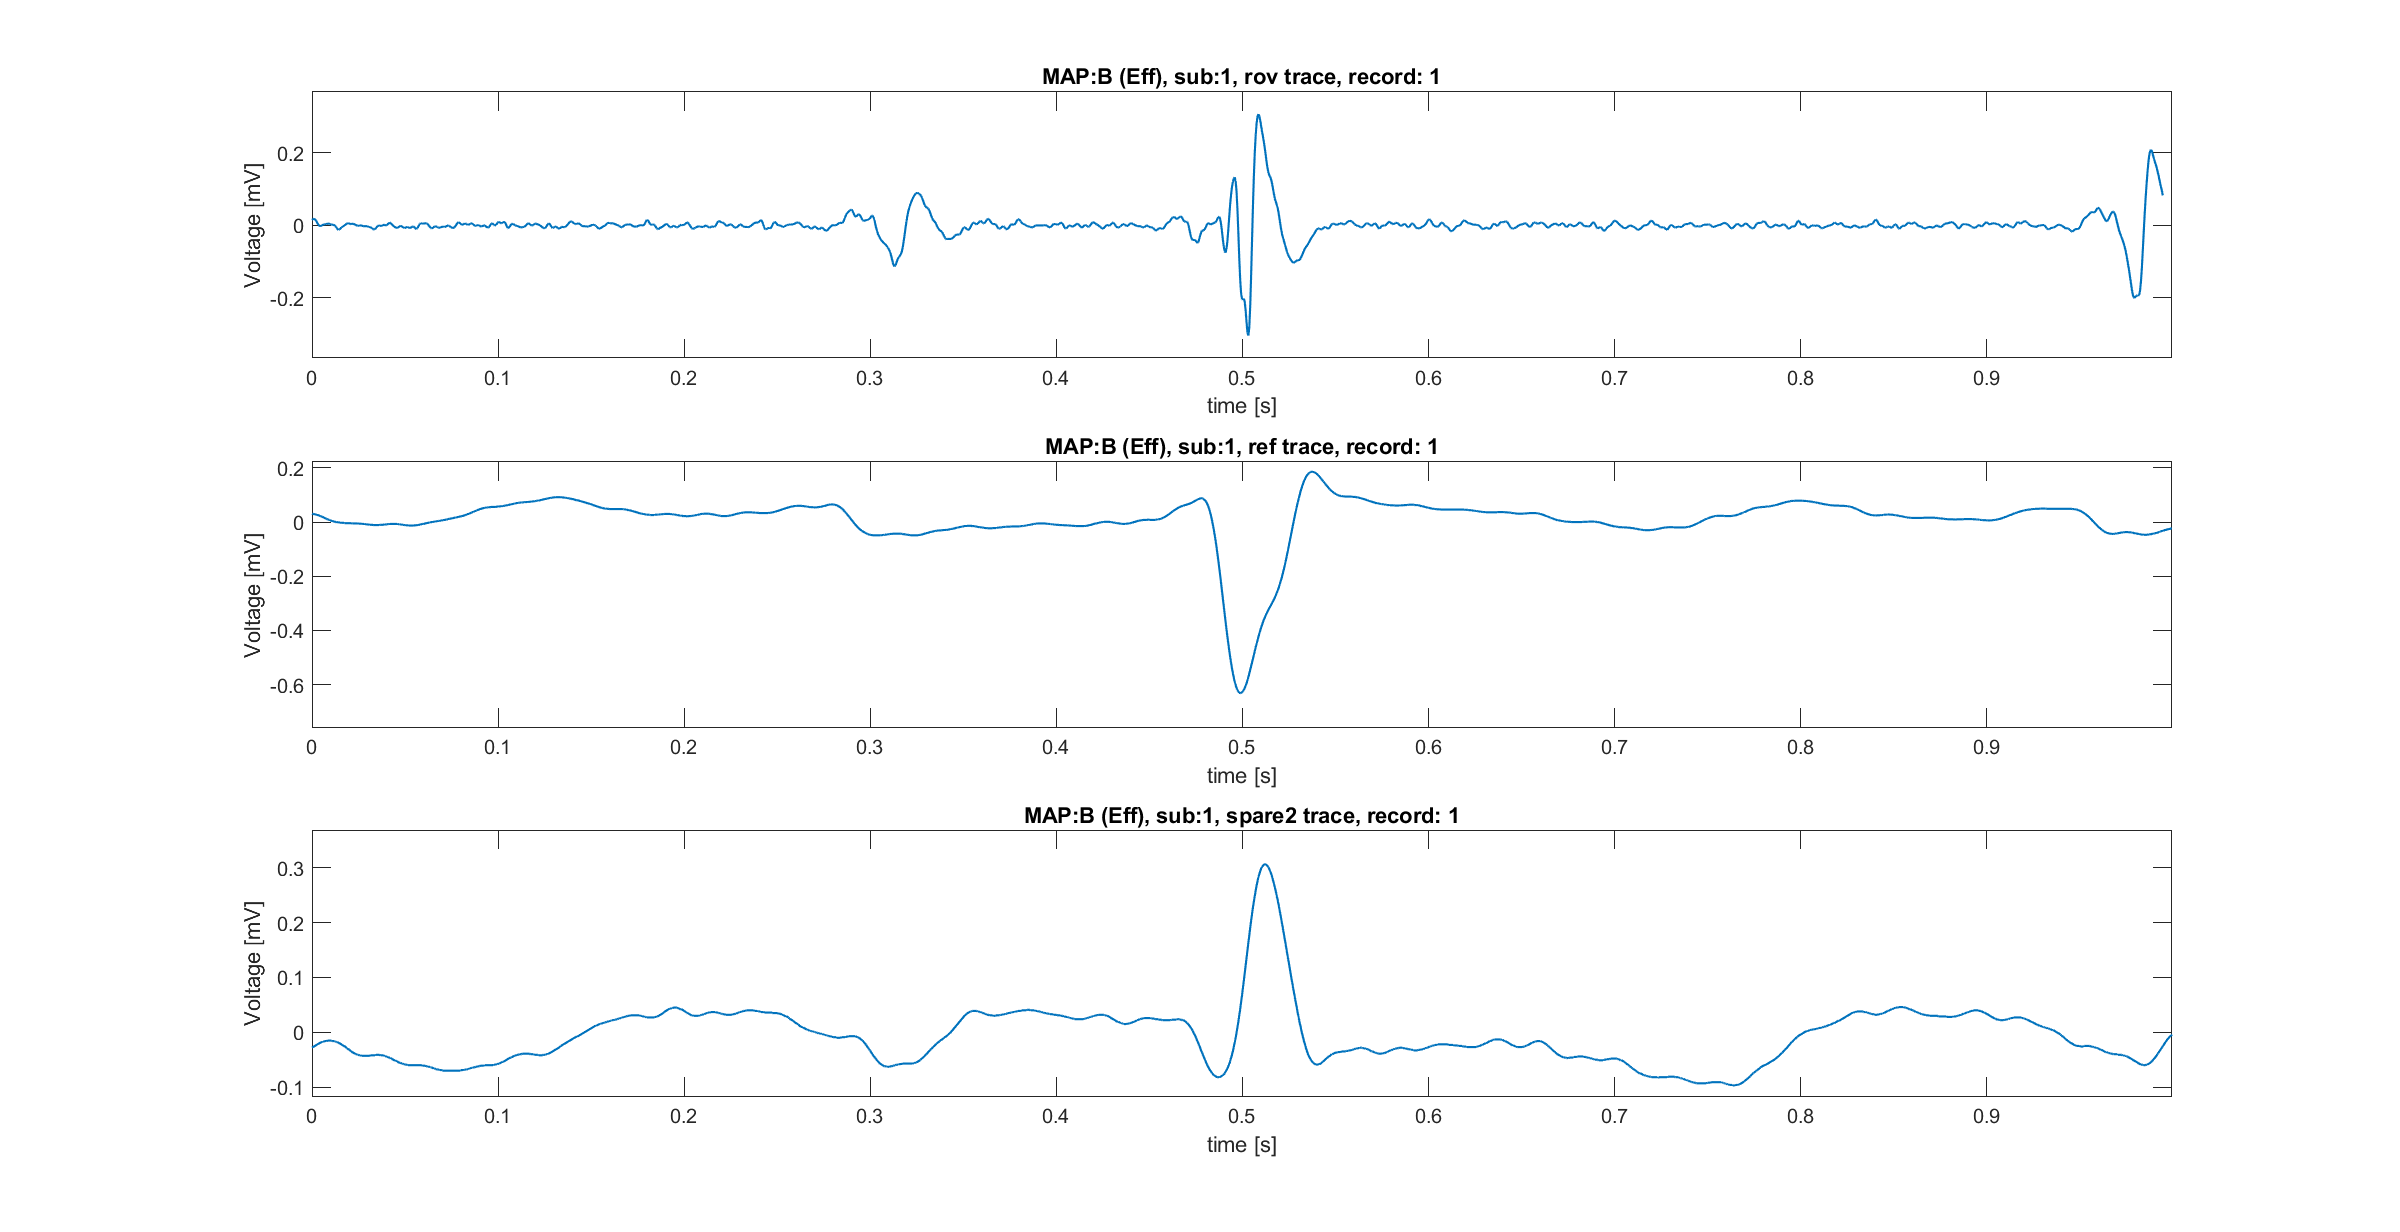 MAP:B (Eff), sub:1, rov trace, record: 1
Voltage [mV]
0.2
0
-0.2
0 0.1 0.2 0.3 0.4 0.5 0.6 0.7 0.8 0.9
time [s]
MAP:B (Eff), sub:1, ref trace, record: 1
Voltage [mV]
0.2
0
-0.2
-0.4
-0.6
0 0.1 0.2 0.3 0.4 0.5 0.6 0.7 0.8 0.9
time [s]
MAP:B (Eff), sub:1, spare2 trace, record: 1
Voltage [mV]
0.3
0.2
0.1
0
-0.1
0 0.1 0.2 0.3 0.4 0.5 0.6 0.7 0.8 0.9
time [s]